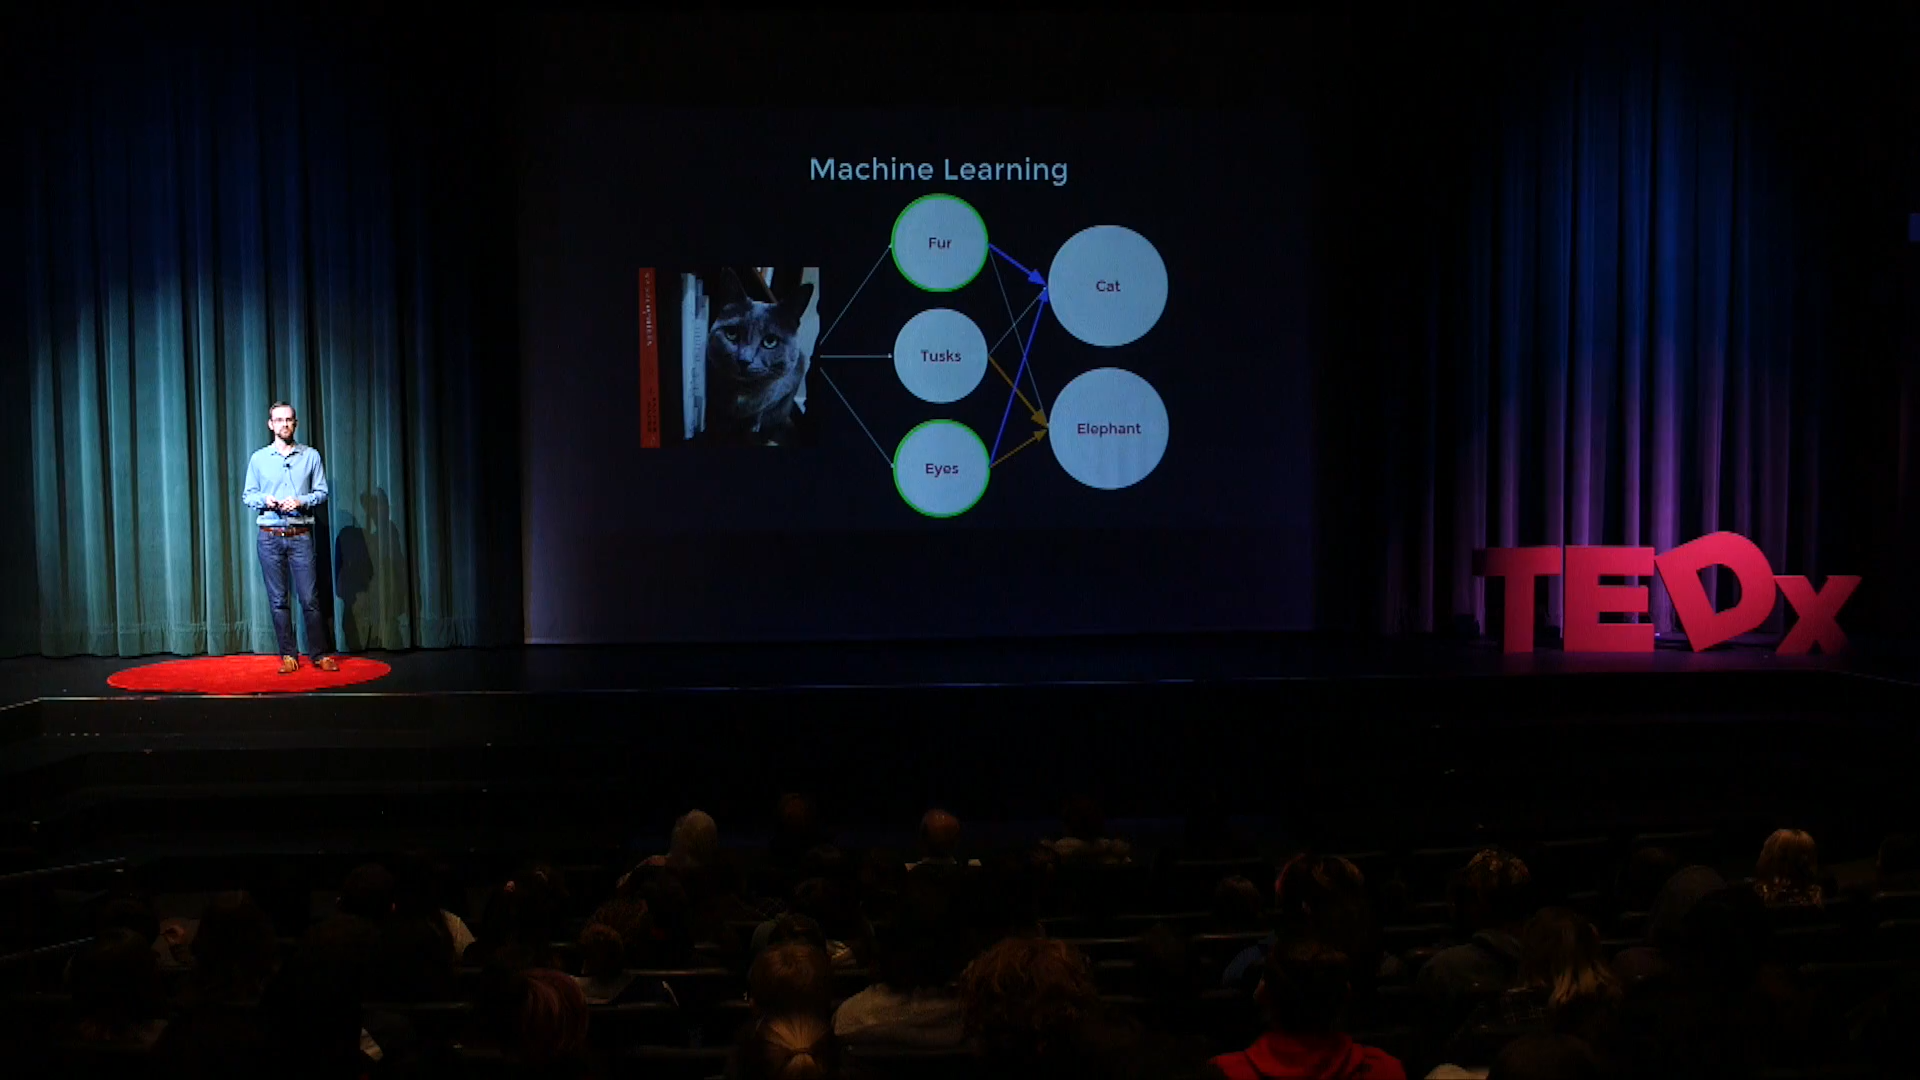 Machine Learning
Fur
Cat
Tusks
Elephant
Eyes
TEDx